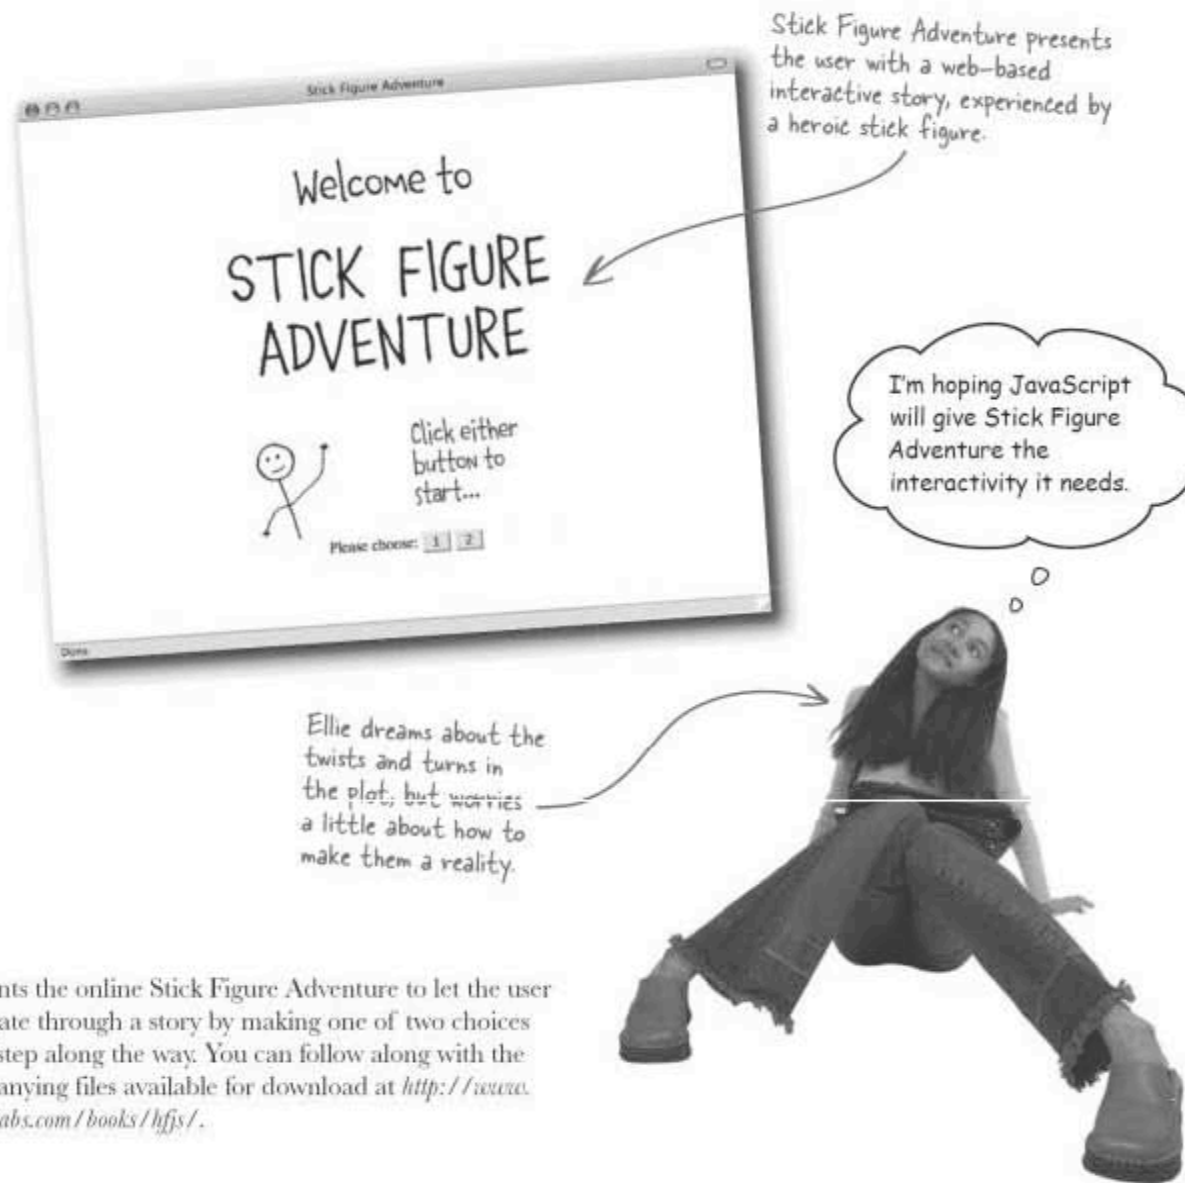 Stick Figure Adventure presents
the user with a web-based
interactive story, experienced by
a heroic stick figure.
Stick Figure Adventure
Welcome to
STICK FIGURE
ADVENTURE
Click either
button to
start...
Please choose: 1 2
Done
I'm hoping JavaScript
will give Stick Figure
Adventure the
interactivity it needs.
Ellie dreams about the
twists and turns in
the plot, but worries
a little about how to
make them a reality.
nts the online Stick Figure Adventure to let the user
ate through a story by making one of two choices
step along the way. You can follow along with the
anying files available for download at http://www.
abs.com/books/hfjs/.